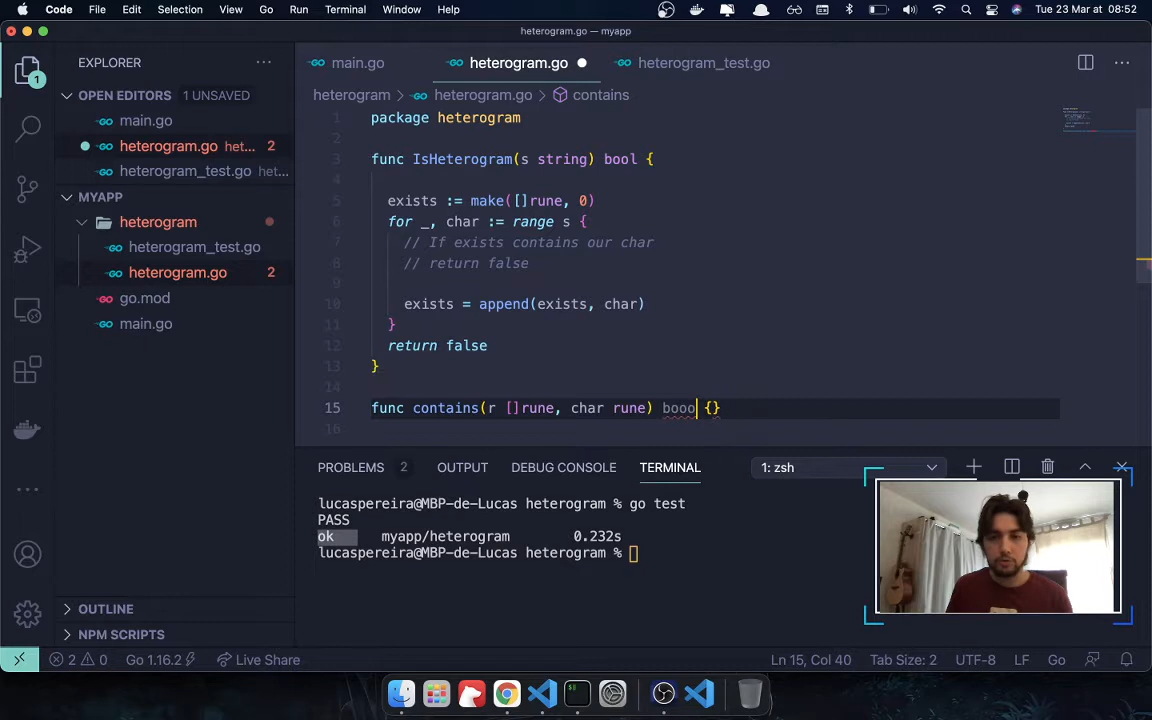 Code File Edit Selection View Go Run Terminal Window Help Tue 23 Mar at 08:52
heterogram.go — myapp
EXPLORER
main.go heterogram.go heterogram_test.go
OPEN EDITORS 1 UNSAVED
heterogram > heterogram.go > contains
main.go
heterogram.go het... 2
heterogram_test.go het...
MYAPP
heterogram
heterogram_test.go
heterogram.go 2
go.mod
main.go
OUTLINE
NPM SCRIPTS
1
1 package heterogram
2
3 func IsHeterogram(s string) bool {
4
5 exists := make([]rune, 0)
6 for _, char := range s {
7 // If exists contains our char
8 // return false
9
10 exists = append(exists, char)
11 }
12 return false
13 }
14
15 func contains(r []rune, char rune) booo {}
16
PROBLEMS 2 OUTPUT DEBUG CONSOLE TERMINAL 1: zsh
lucaspereira@MBP-de-Lucas heterogram % go test
PASS
ok myapp/heterogram 0.232s
lucaspereira@MBP-de-Lucas heterogram %
2 0 Go 1.16.2 Live Share Ln 15, Col 40 Tab Size: 2 UTF-8 LF Go